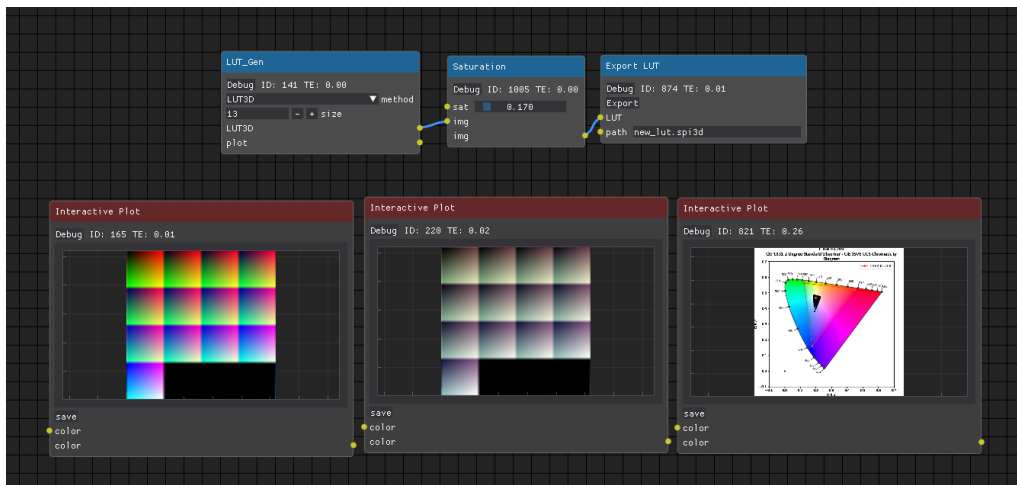 LUT_Gen
Debug ID: 141 TE: 0.00
LUT3D method
13 - + size
LUT3D
plot
Saturation
Debug ID: 1005 TE: 0.00
sat 0.170
img
img
Export LUT
Debug ID: 874 TE: 0.01
Export
LUT
path new_lut.spi3d
Interactive Plot
Debug ID: 165 TE: 0.01
save
color
color
Interactive Plot
Debug ID: 220 TE: 0.02
save
color
color
Interactive Plot
Debug ID: 821 TE: 0.26
Diagram
save
color
color